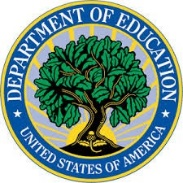 DEPARTMENT OF EDUCATION
UNITED STATES OF AMERICA